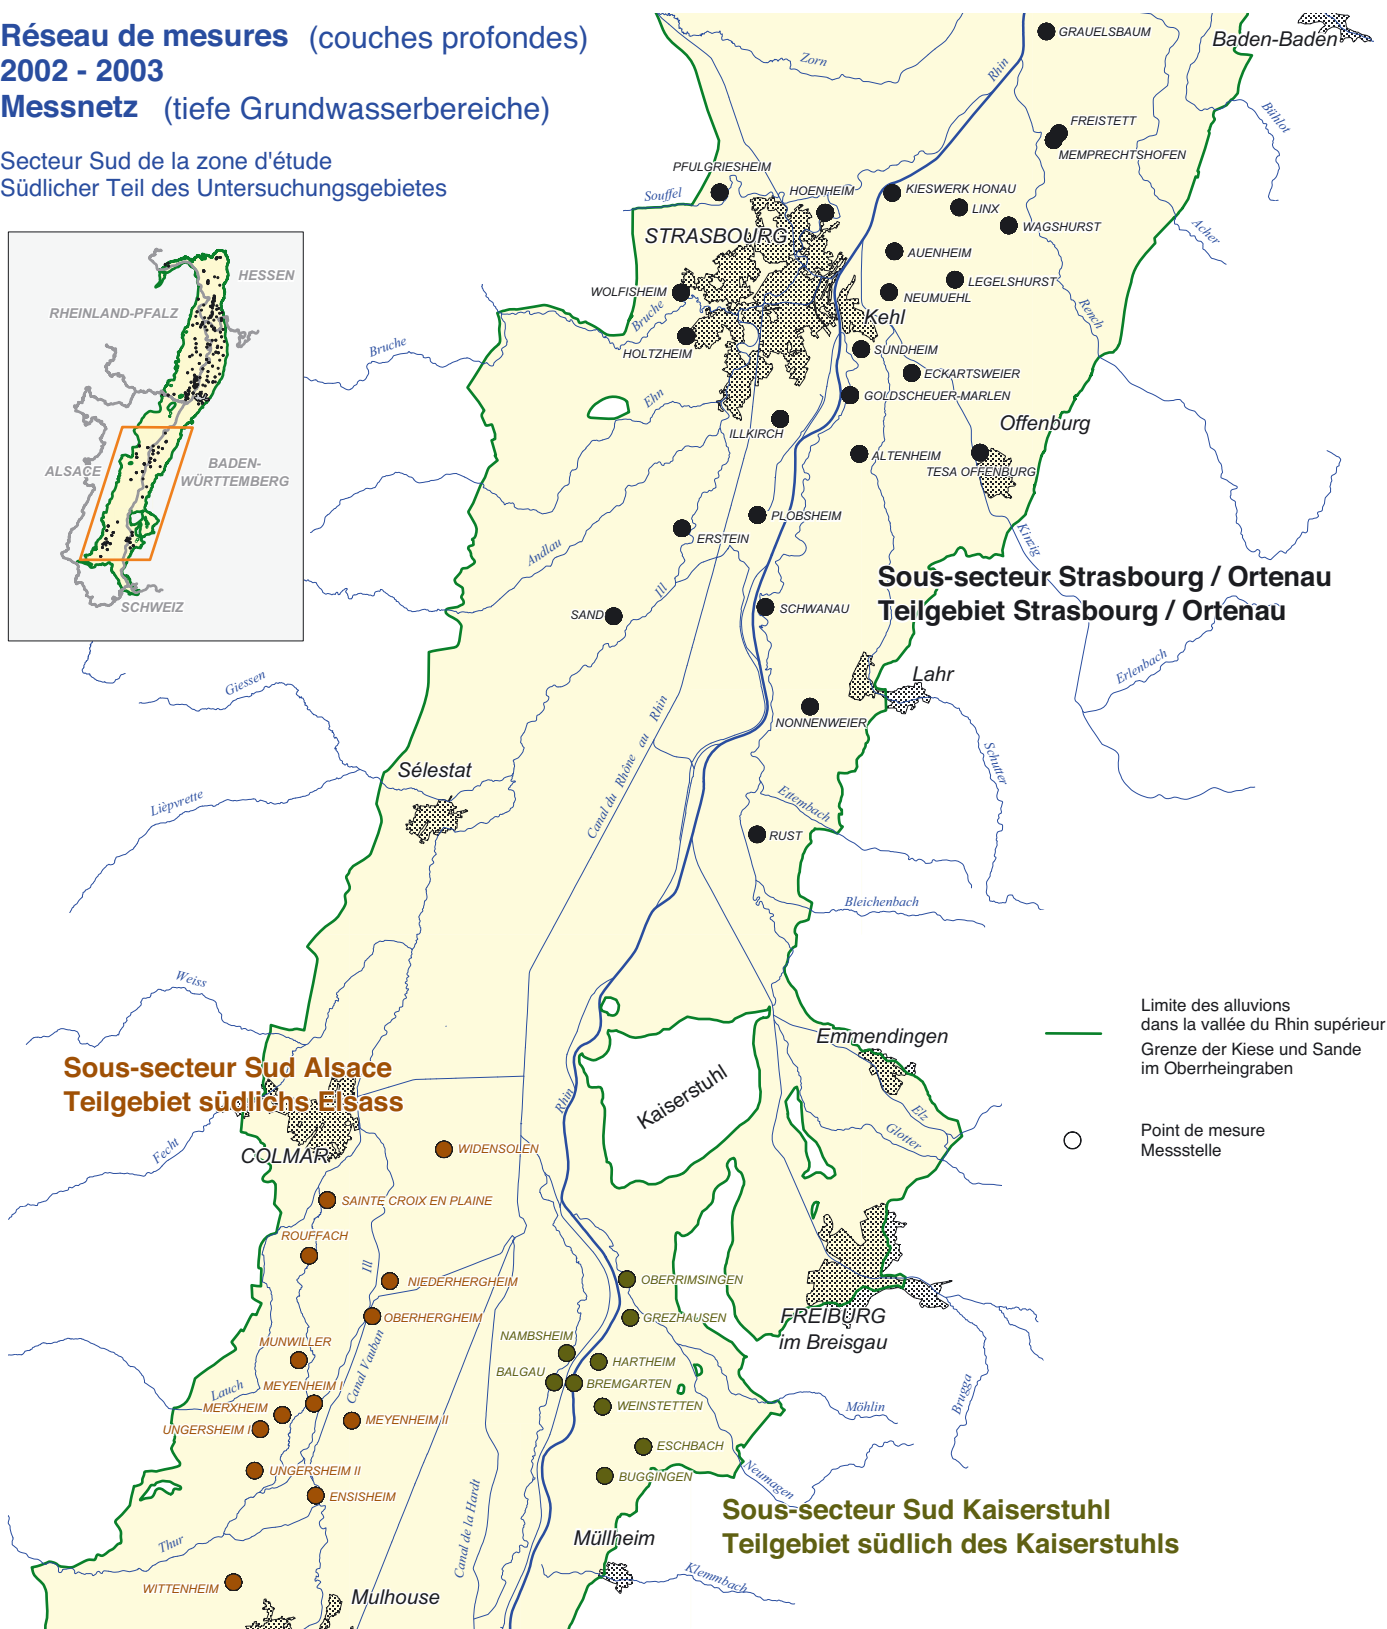 Réseau de mesures (couches profondes)
2002 - 2003
Messnetz (tiefe Grundwasserbereiche)
Secteur Sud de la zone d'étude
Südlicher Teil des Untersuchungsgebietes
HESSEN
RHEINLAND-PFALZ
ALSACE
BADEN-
WÜRTTEMBERG
SCHWEIZ
GRAUELSBAUM
Baden-Baden
Zorn
Rhin
Bühlot
FREISTETT
MEMPRECHTSHOFEN
PFULGRIESHEIM
Souffel
HOENHEIM
KIESWERK HONAU
LINX
WAGSHURST
Acher
STRASBOURG
AUENHEIM
LEGELSHURST
NEUMUEHL
WOLFISHEIM
Bruche
Bruche
Kehl
Rench
HOLTZHEIM
SUNDHEIM
ECKARTSWEIER
GOLDSCHEUER-MARLEN
Ehn
ILLKIRCH
Offenburg
ALTENHEIM
TESA OFFENBURG
PLOBSHEIM
ERSTEIN
Andlau
Kinzig
Sous-secteur Strasbourg / Ortenau
Teilgebiet Strasbourg / Ortenau
Ill
SAND
SCHWANAU
Erlenbach
Giessen
Lahr
NONNENWEIER
Canal du Rhône au Rhin
Schutter
Sélestat
Lièpvrette
Ettembach
RUST
Bleichenbach
Weiss
Limite des alluvions
dans la vallée du Rhin supérieur
Grenze der Kiese und Sande
im Oberrheingraben
Emmendingen
Sous-secteur Sud Alsace
Teilgebiet südlichs Elsass
Rhin
Kaiserstuhl
Elz
Glotter
Point de mesure
Messstelle
Fecht
COLMAR
WIDENSOLEN
SAINTE CROIX EN PLAINE
ROUFFACH
Ill
NIEDERHERGHEIM
OBERRIMSINGEN
OBERHERGHEIM
GREZHAUSEN
FREIBURG
im Breisgau
MUNWILLER
NAMBSHEIM
HARTHEIM
Canal Vauban
BALGAU
BREMGARTEN
Lauch
MEYENHEIM I
MERXHEIM
WEINSTETTEN
Möhlin
Brugga
UNGERSHEIM I
MEYENHEIM II
ESCHBACH
UNGERSHEIM II
BUGGINGEN
Neumagen
ENSISHEIM
Canal de la Hardt
Sous-secteur Sud Kaiserstuhl
Teilgebiet südlich des Kaiserstuhls
Thur
Müllheim
Klemmbach
WITTENHEIM
Mulhouse